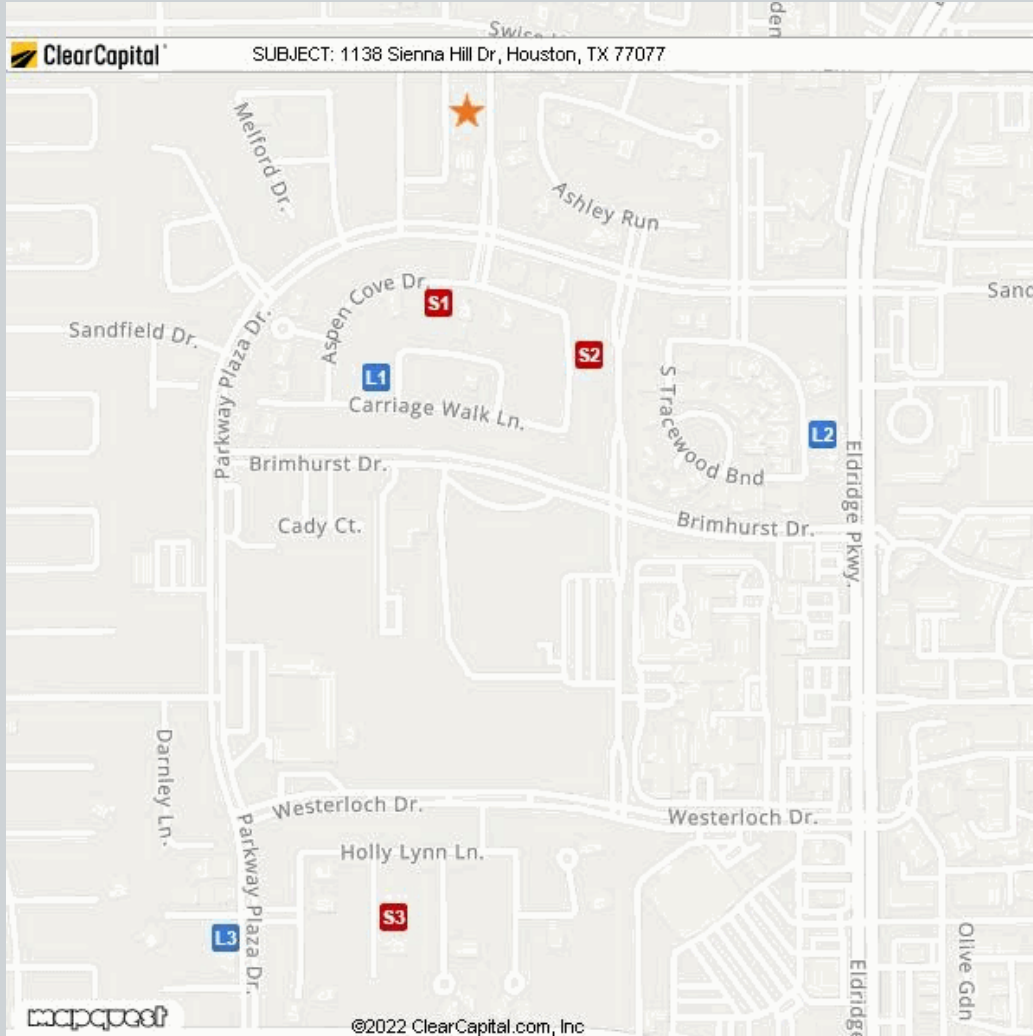 ClearCapital
SUBJECT: 1138 Sienna Hill Dr, Houston, TX 77077
Melford Dr.
Ashley Run
Aspen Cove Dr.
S1
Sandfield Dr.
Parkway Plaza Dr.
S2
L1
S Tracewood Bnd
Carriage Walk Ln.
L2
Eldridge Pkwy.
Brimhurst Dr.
Cady Ct.
Brimhurst Dr.
Darnley Ln.
Westerloch Dr.
Westerloch Dr.
Parkway Plaza Dr.
Holly Lynn Ln.
S3
L3
Olive Gdn
mapquest
©2022 ClearCapital.com, Inc